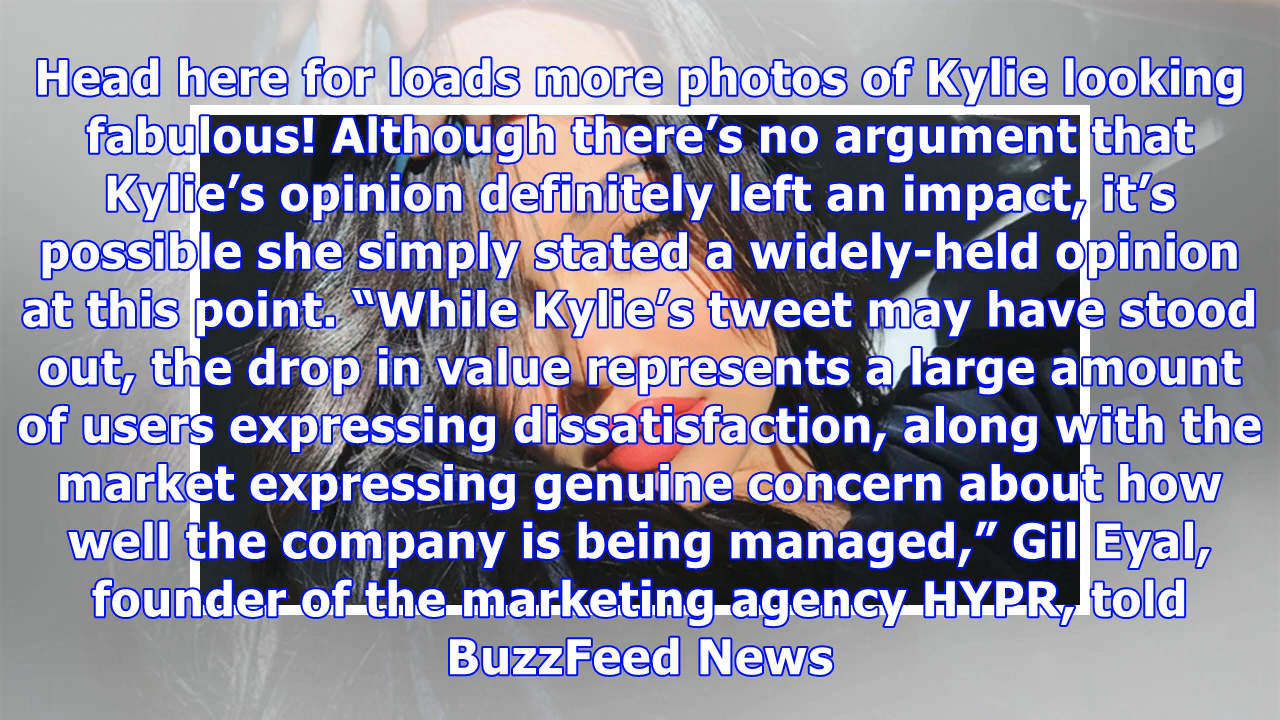 Head here for loads more photos of Kylie looking
fabulous! Although there’s no argument that
Kylie’s opinion definitely left an impact, it’s
possible she simply stated a widely-held opinion
at this point. “While Kylie’s tweet may have stood
out, the drop in value represents a large amount
of users expressing dissatisfaction, along with the
market expressing genuine concern about how
well the company is being managed,” Gil Eyal,
founder of the marketing agency HYPR, told
BuzzFeed News